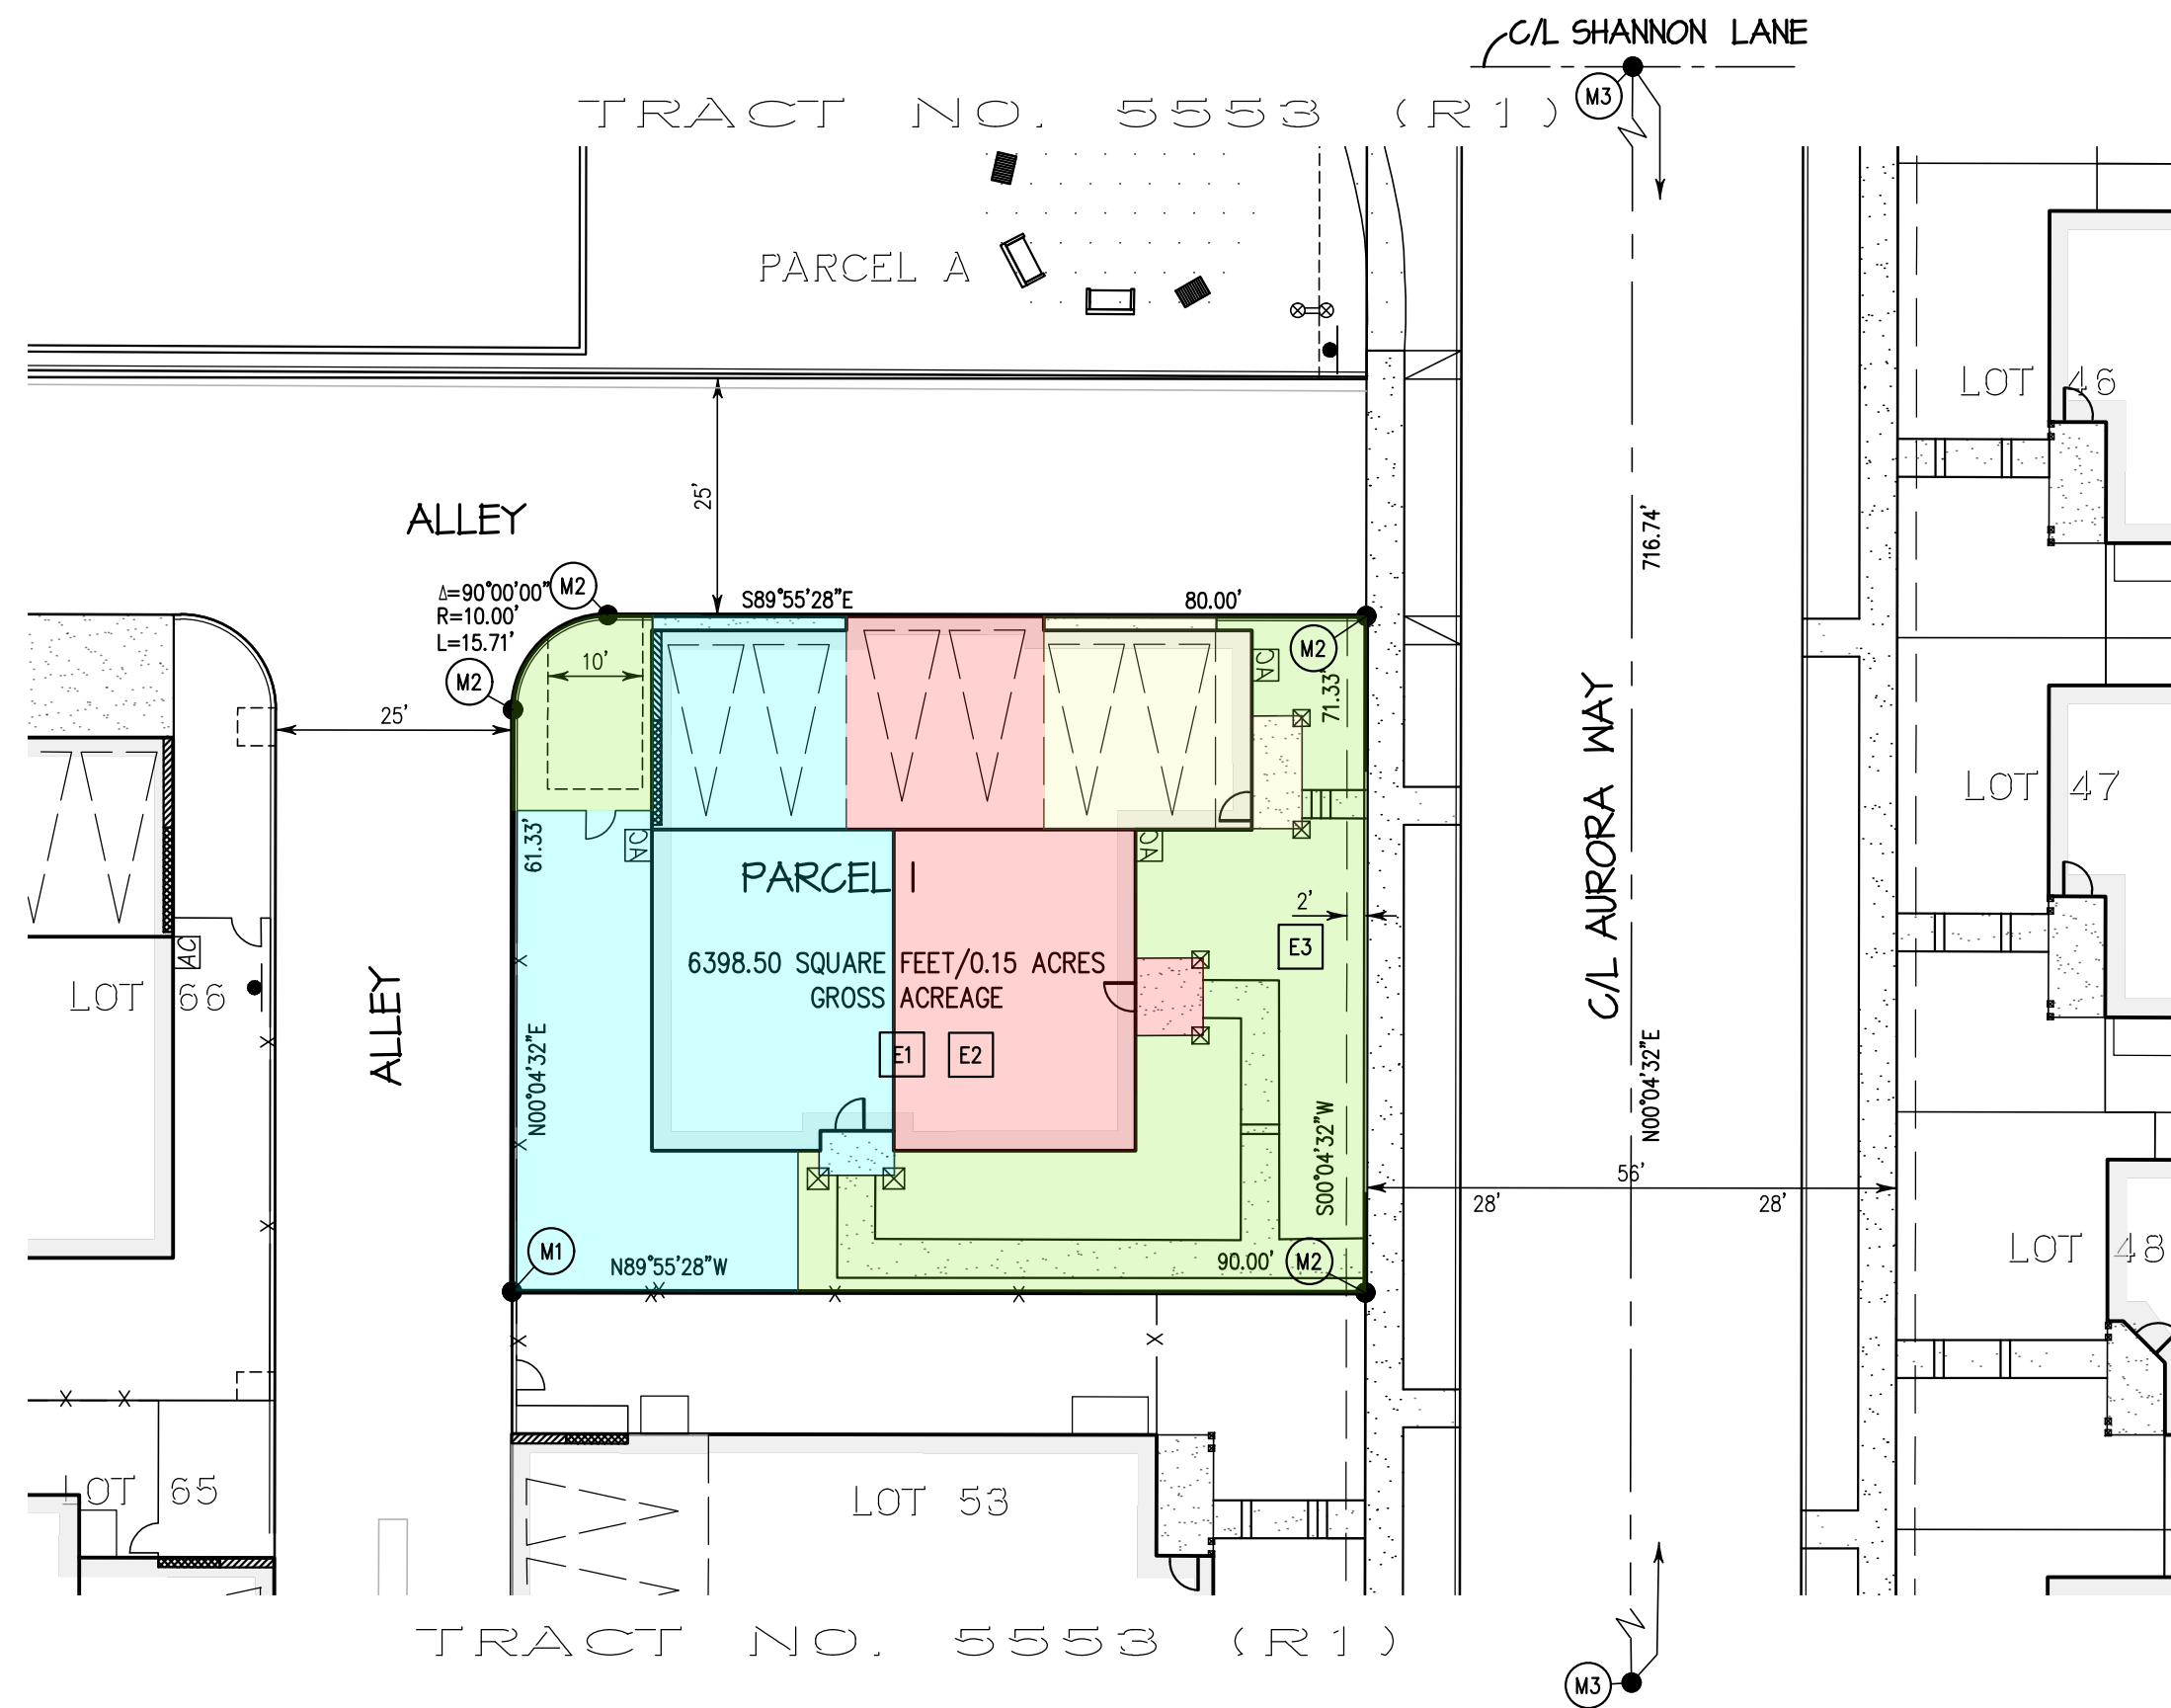 C/L SHANNON LANE
M3
TRACT NO. 5553 (R1)
PARCEL A
LOT 46
25'
716.74'
ALLEY
M2
Δ=90°00'00"
R=10.00'
L=15.71'
S89°55'28"E
80.00'
M2
M2
10'
AC
71.33'
25'
C/L AURORA WAY
LOT 47
61.33'
AC
AC
PARCEL 1
2'
E3
6398.50 SQUARE FEET/0.15 ACRES
GROSS ACREAGE
AC
LOT 66
ALLEY
E1
E2
N00°04'32"E
N00°04'32"E
S00°04'32"W
56'
28'
28'
M1
N89°55'28"W
90.00'
M2
LOT 48
LOT 65
LOT 53
TRACT NO. 5553 (R1)
M3